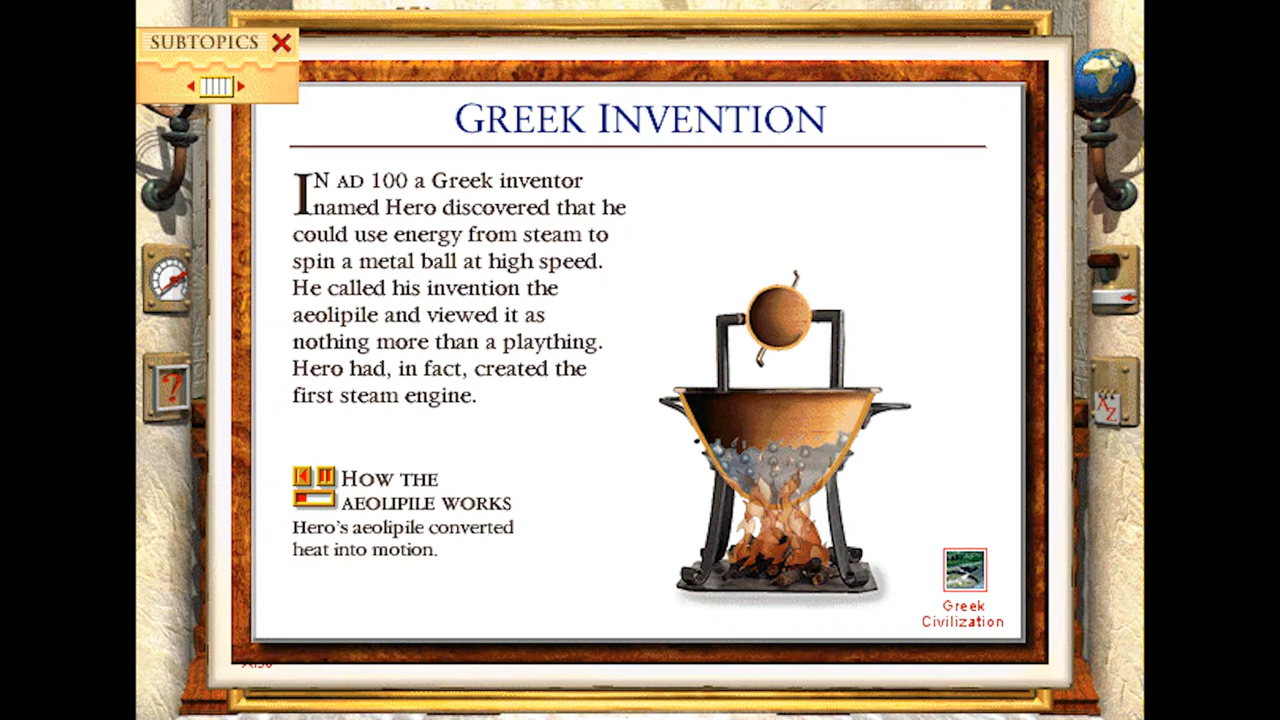 SUBTOPICS
GREEK INVENTION
IN AD 100 a Greek inventor
named Hero discovered that he
could use energy from steam to
spin a metal ball at high speed.
He called his invention the
aeolipile and viewed it as
nothing more than a plaything.
Hero had, in fact, created the
first steam engine.
HOW THE
AEOLIPILE WORKS
Hero's aeolipile converted
heat into motion.
Greek
Civilization
?
AZ